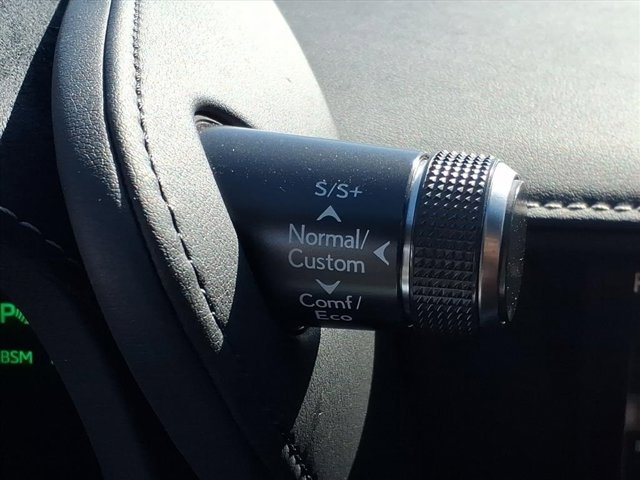 S/S+
Normal/
Custom
Comf/
Eco
P
BSM